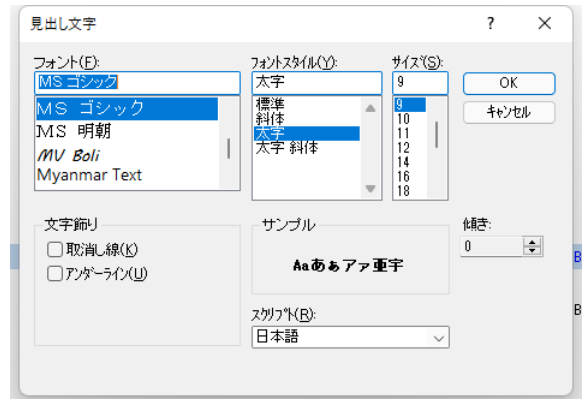 見出し文字
?
×
フォント(F):
MS ゴシック
MS ゴシック
MS 明朝
MV Boli
Myanmar Text
フォントスタイル(Y):
太字
標準
斜体
太字
太字 斜体
サイズ(S):
9
9
10
11
12
14
16
18
OK
キャンセル
文字飾り
取消し線(K)
アンダーライン(U)
サンプル
Aaあぁアァ亜宇
傾き:
0
スクリプト(R):
日本語
B
B